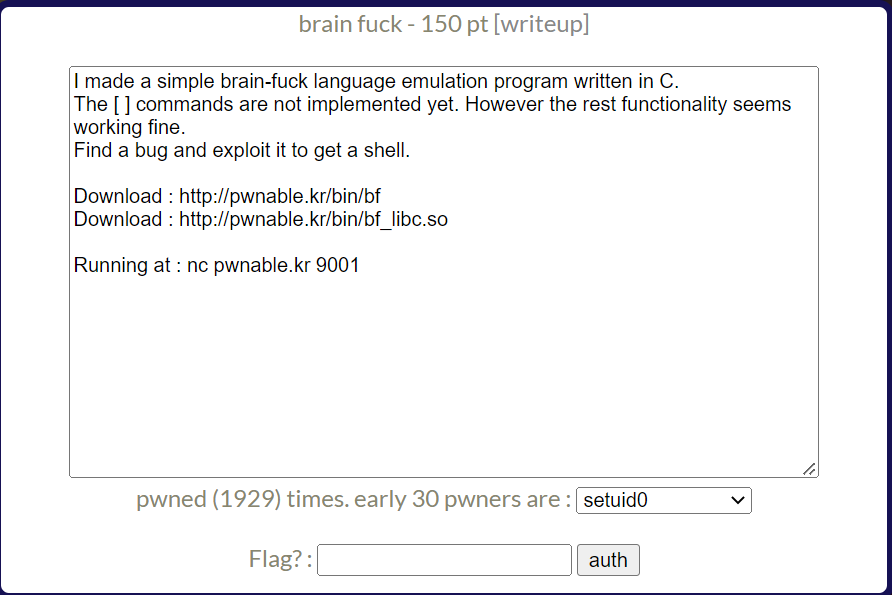 brain fuck - 150 pt [writeup]
I made a simple brain-fuck language emulation program written in C.
The [ ] commands are not implemented yet. However the rest functionality seems
working fine.
Find a bug and exploit it to get a shell.
Download : http://pwnable.kr/bin/bf
Download : http://pwnable.kr/bin/bf_libc.so
Running at : nc pwnable.kr 9001
pwned (1929) times. early 30 pwners are : setuid0
Flag? : auth